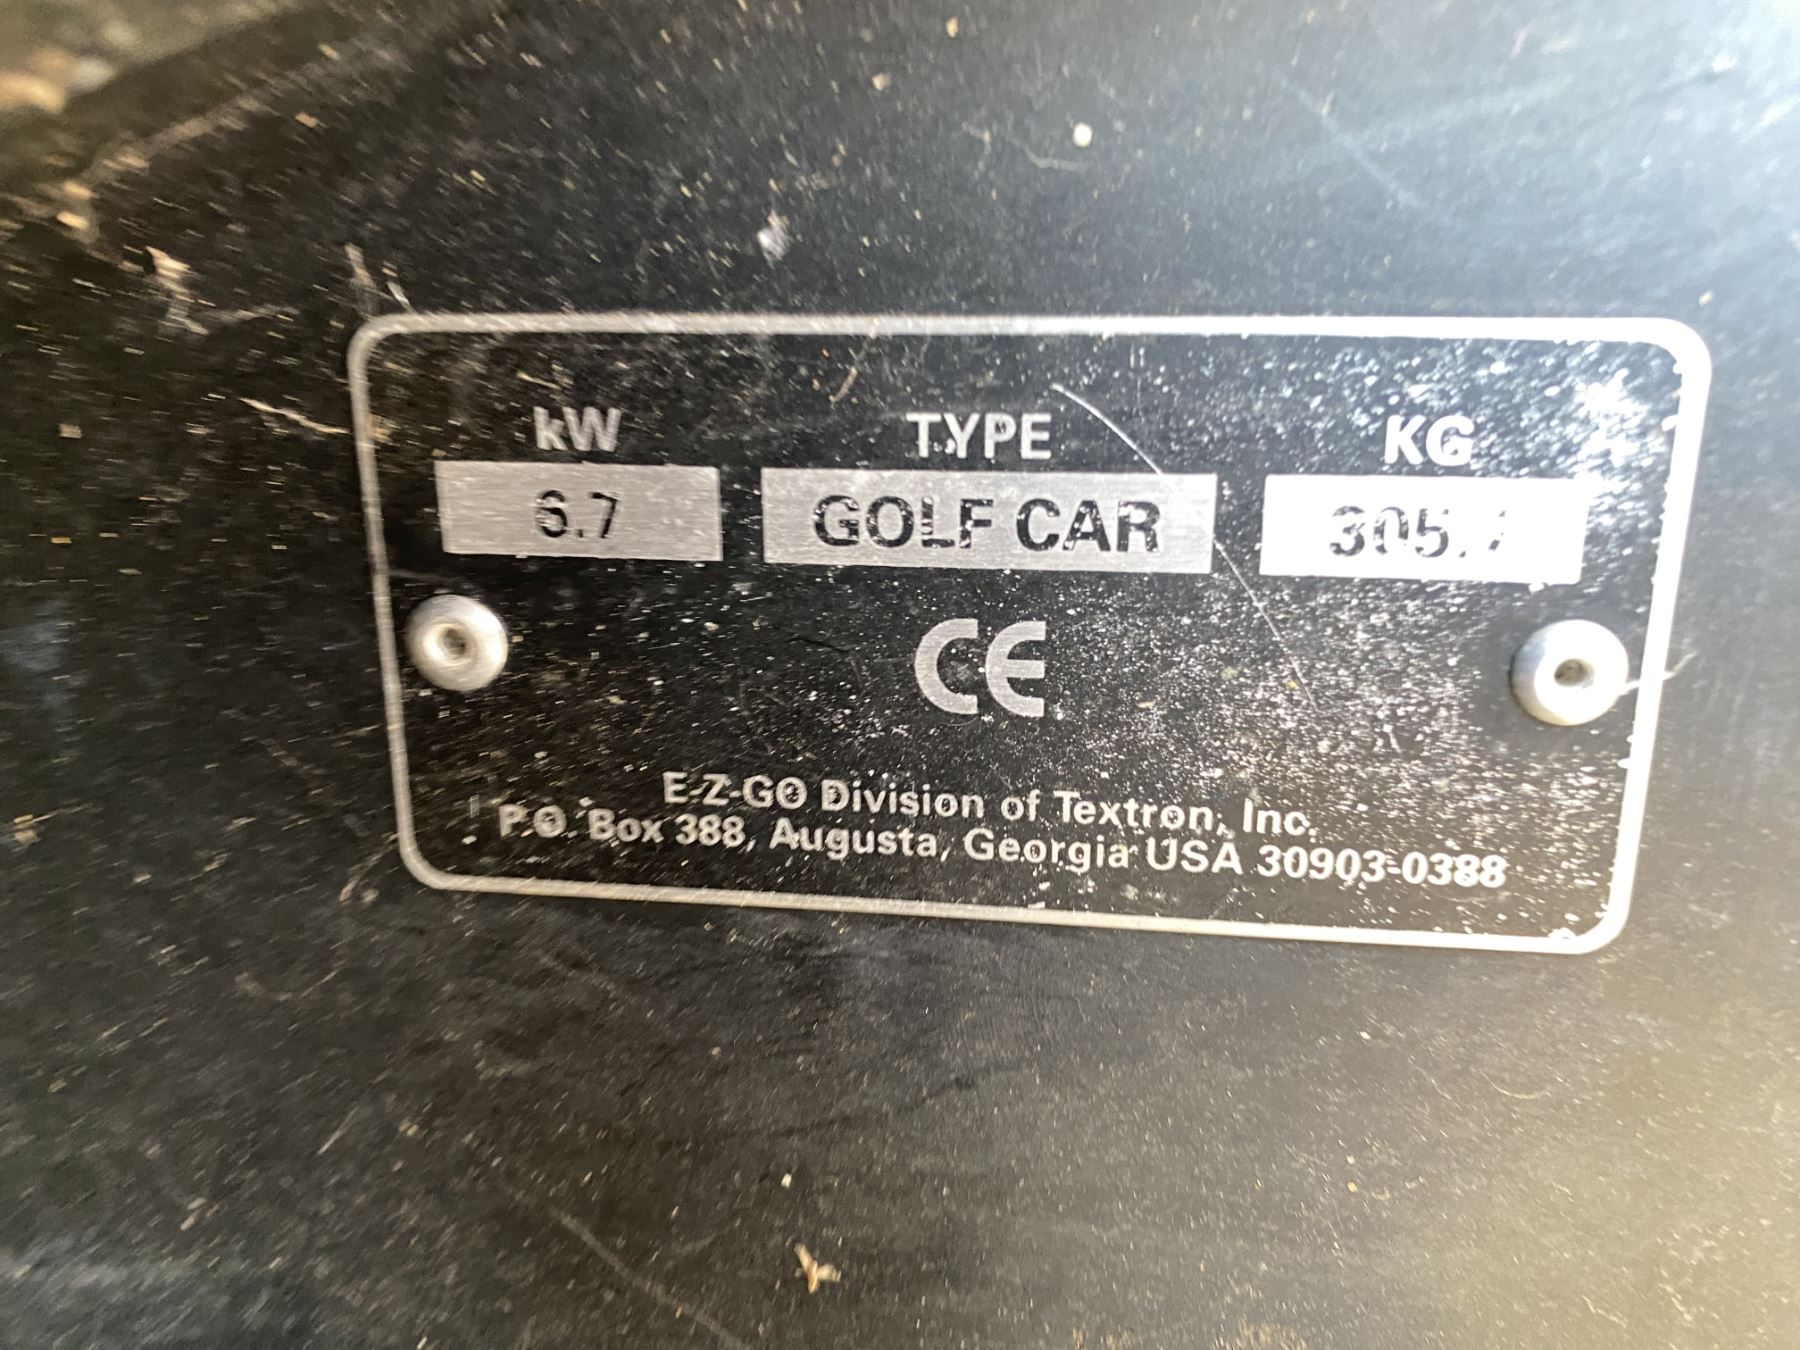 kW TYPE KG
6.7 GOLF CAR
CE
E-Z-GO Division of Textron, Inc.
P.O. Box 388, Augusta, Georgia USA 30903-0388